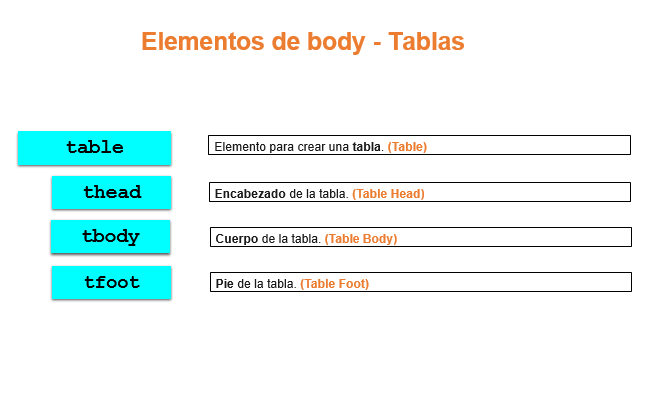 Elementos de body - Tablas
table
Elemento para crear una tabla. (Table)
thead
Encabezado de la tabla. (Table Head)
tbody
Cuerpo de la tabla. (Table Body)
tfoot
Pie de la tabla. (Table Foot)